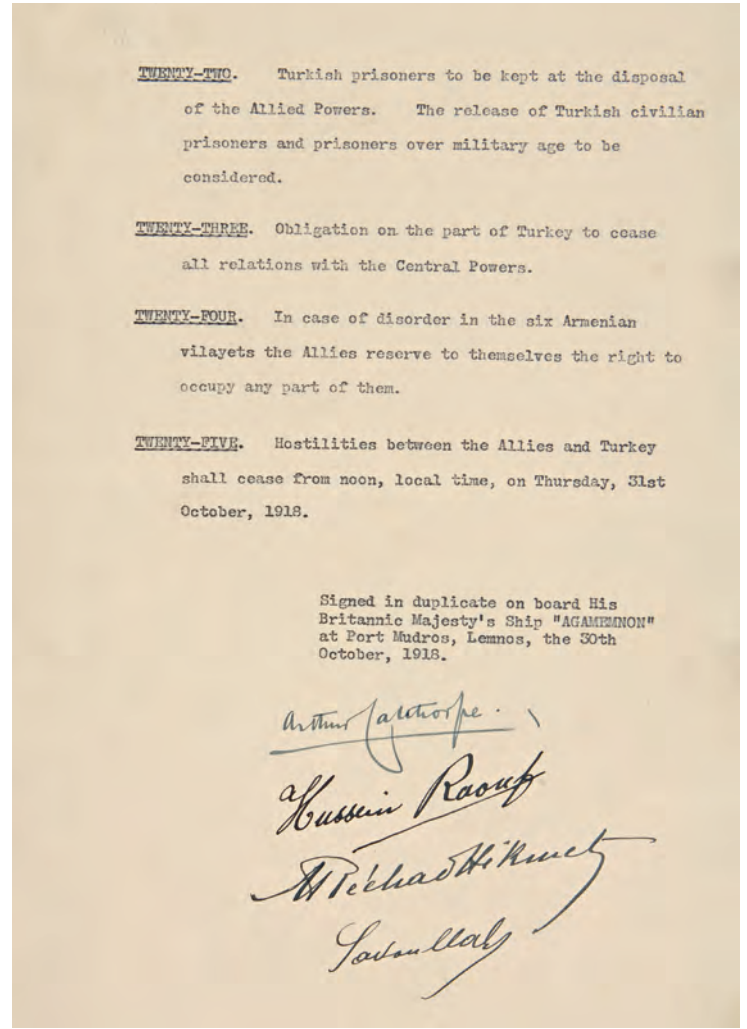 TWENTY-TWO. Turkish prisoners to be kept at the disposal
of the Allied Powers. The release of Turkish civilian
prisoners and prisoners over military age to be
considered.
TWENTY-THREE. Obligation on the part of Turkey to cease
all relations with the Central Powers.
TWENTY-FOUR. In case of disorder in the six Armenian
vilayets the Allies reserve to themselves the right to
occupy any part of them.
TWENTY-FIVE. Hostilities between the Allies and Turkey
shall cease from noon, local time, on Thursday, 31st
October, 1918.
Signed in duplicate on board His
Britannic Majesty's Ship "AGAMEMNON"
at Port Mudros, Lemnos, the 30th
October, 1918.
Arthur Calthorpe.
Hussein Raouf
Réchad Hikmet
Sadoullah